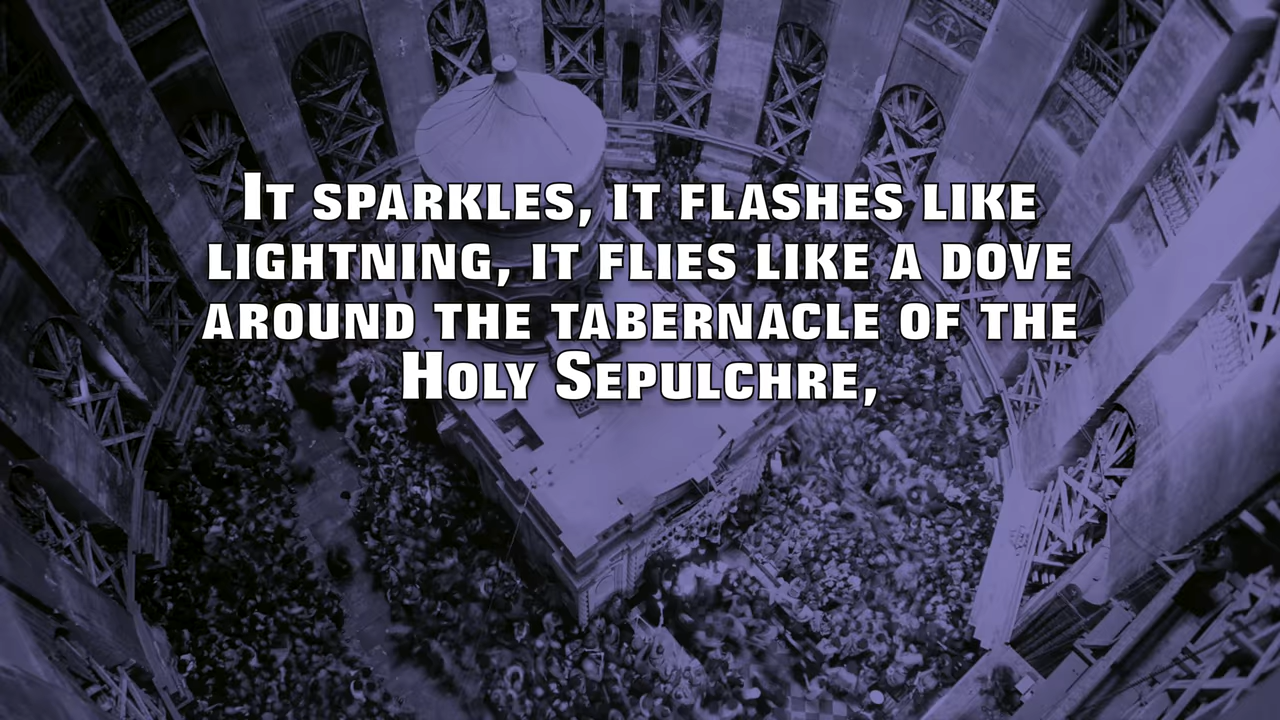 It sparkles, it flashes like
lightning, it flies like a dove
around the tabernacle of the
Holy Sepulchre,